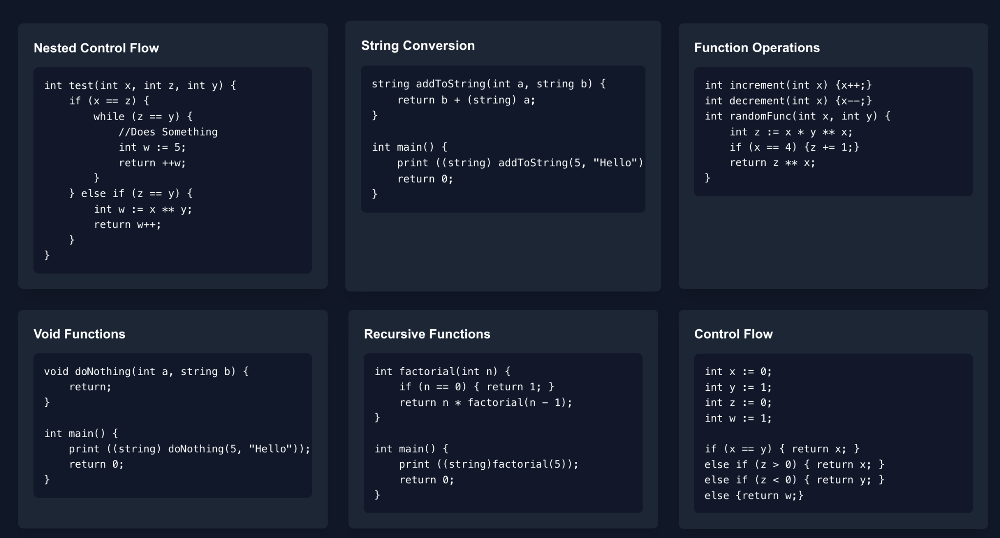 Nested Control Flow
int test(int x, int z, int y) {
    if (x == z) {
        while (z == y) {
            //Does Something
            int w := 5;
            return ++w;
        }
    } else if (z == y) {
        int w := x ** y;
        return w++;
    }
}
String Conversion
string addToString(int a, string b) {
    return b + (string) a;
}
int main() {
    print ((string) addToString(5, "Hello")
    return 0;
}
Function Operations
int increment(int x) {x++;}
int decrement(int x) {x--;}
int randomFunc(int x, int y) {
    int z := x * y ** x;
    if (x == 4) {z += 1;}
    return z ** x;
}
Void Functions
void doNothing(int a, string b) {
    return;
}
int main() {
    print ((string) doNothing(5, "Hello"));
    return 0;
}
Recursive Functions
int factorial(int n) {
    if (n == 0) { return 1; }
    return n * factorial(n - 1);
}
int main() {
    print ((string)factorial(5));
    return 0;
}
Control Flow
int x := 0;
int y := 1;
int z := 0;
int w := 1;
if (x == y) { return x; }
else if (z > 0) { return x; }
else if (z < 0) { return y; }
else {return w;}